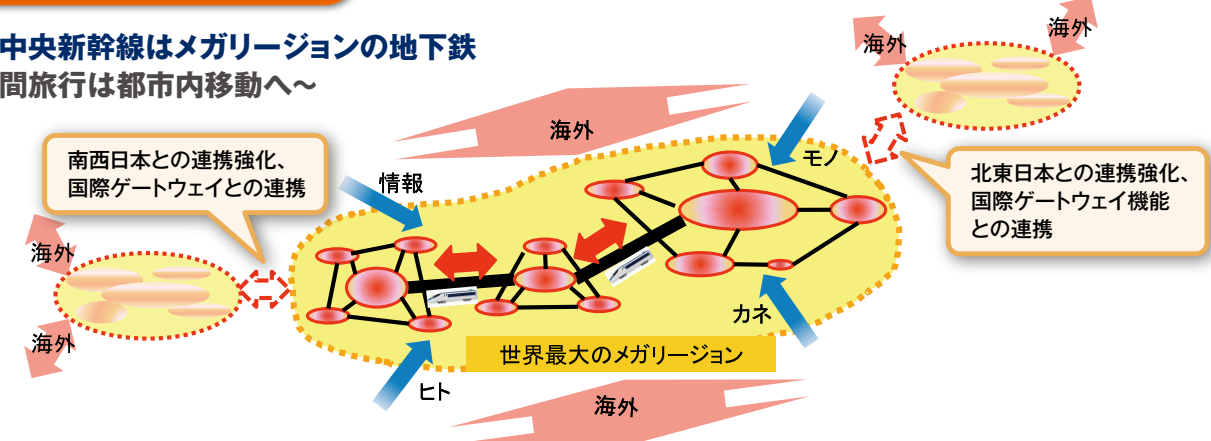 中央新幹線はメガリージョンの地下鉄
間旅行は都市内移動へ～
海外
海外
海外
南西日本との連携強化、
国際ゲートウェイとの連携
情報
モノ
北東日本との連携強化、
国際ゲートウェイ機能
との連携
海外
海外
カネ
世界最大のメガリージョン
ヒト
海外